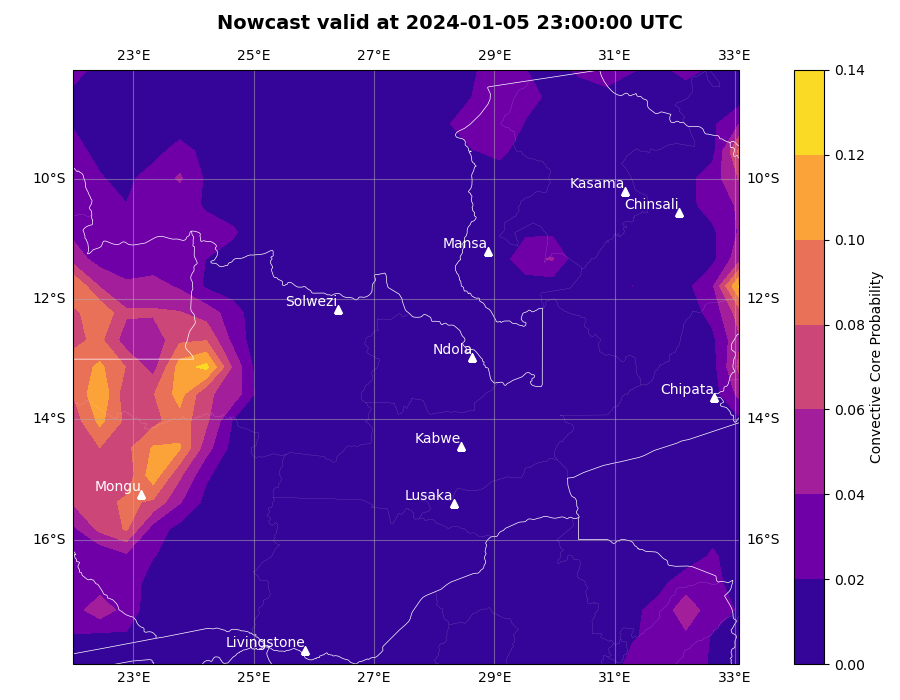 Nowcast valid at 2024-01-05 23:00:00 UTC
23°E 25°E 27°E 29°E 31°E 33°E
0.14
0.12
10°S 10°S
Kasama
Chinsali
Mansa
0.10
12°S 12°S
Solwezi
0.08
Ndola
Chipata
0.06
14°S 14°S
Kabwe
Mongu
Lusaka
0.04
16°S 16°S
0.02
Livingstone
0.00
23°E 25°E 27°E 29°E 31°E 33°E
Convective Core Probability